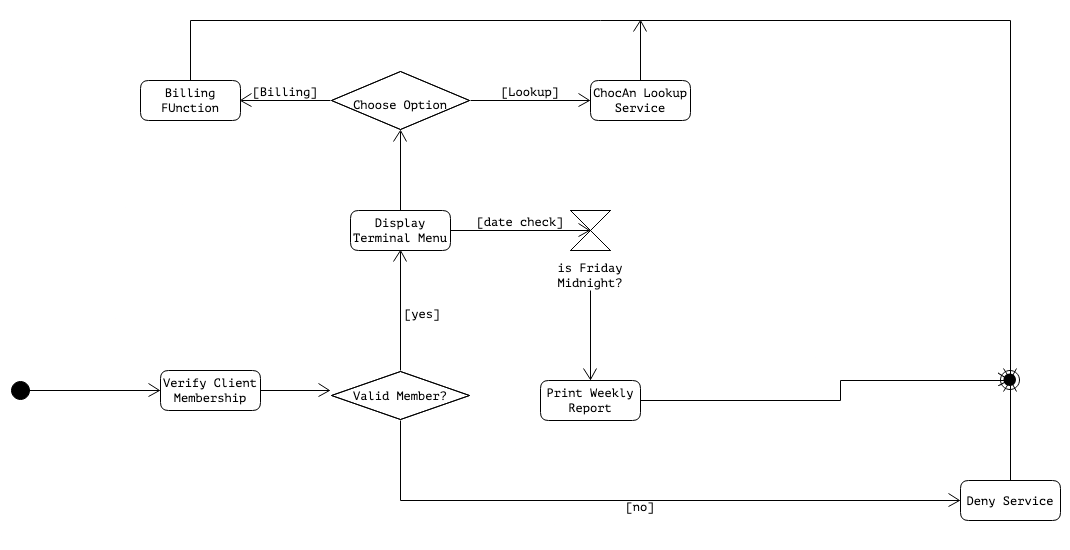 Billing
FUnction
[Billing]
Choose Option
[Lookup]
ChocAn Lookup
Service
Display
Terminal Menu
[date check]
is Friday
Midnight?
[yes]
Verify Client
Membership
Valid Member?
Print Weekly
Report
[no]
Deny Service